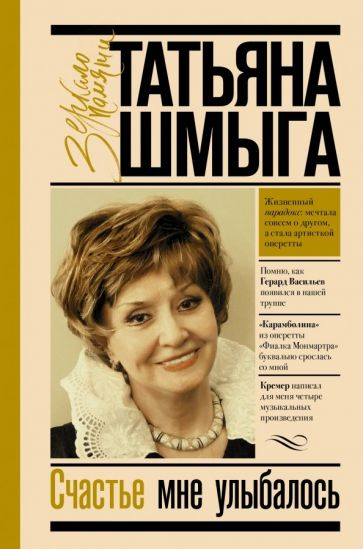 Зеркало
памяти
ТАТЬЯНА
ШМЫГА
Жизненный
парадокс: мечтала
совсем о другом,
а стала артисткой
оперетты
Помню, как
Герард Васильев
появился в нашей
труппе
«Карамболина»
из оперетты
«Фиалка Монмартра»
буквально срослась
со мной
Кремер написал
для меня четыре
музыкальных
произведения
Счастье мне улыбалось